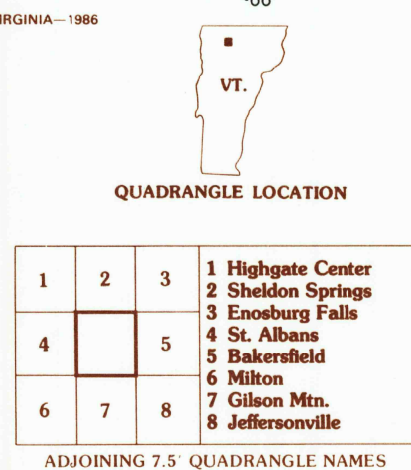 IRGINIA—1986
'00"
VT.
QUADRANGLE LOCATION
1 2 3
4 5
6 7 8
1 Highgate Center
2 Sheldon Springs
3 Enosburg Falls
4 St. Albans
5 Bakersfield
6 Milton
7 Gilson Mtn.
8 Jeffersonville
ADJOINING 7.5′ QUADRANGLE NAMES